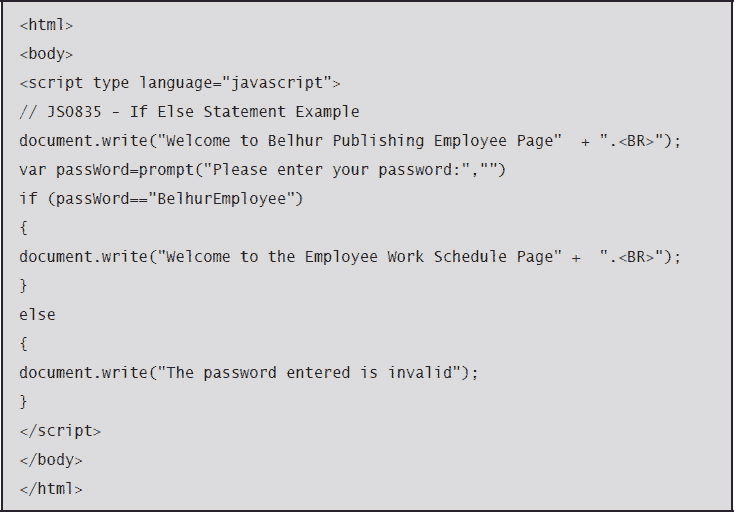 <html>
<body>
<script type language="javascript">
// JS0835 – If Else Statement Example
document.write("Welcome to Belhur Publishing Employee Page" + ".<BR>");
var passWord=prompt("Please enter your password:","")
if (passWord=="BelhurEmployee")
{
document.write("Welcome to the Employee Work Schedule Page" + ".<BR>");
}
else
{
document.write("The password entered is invalid");
}
</script>
</body>
</html>